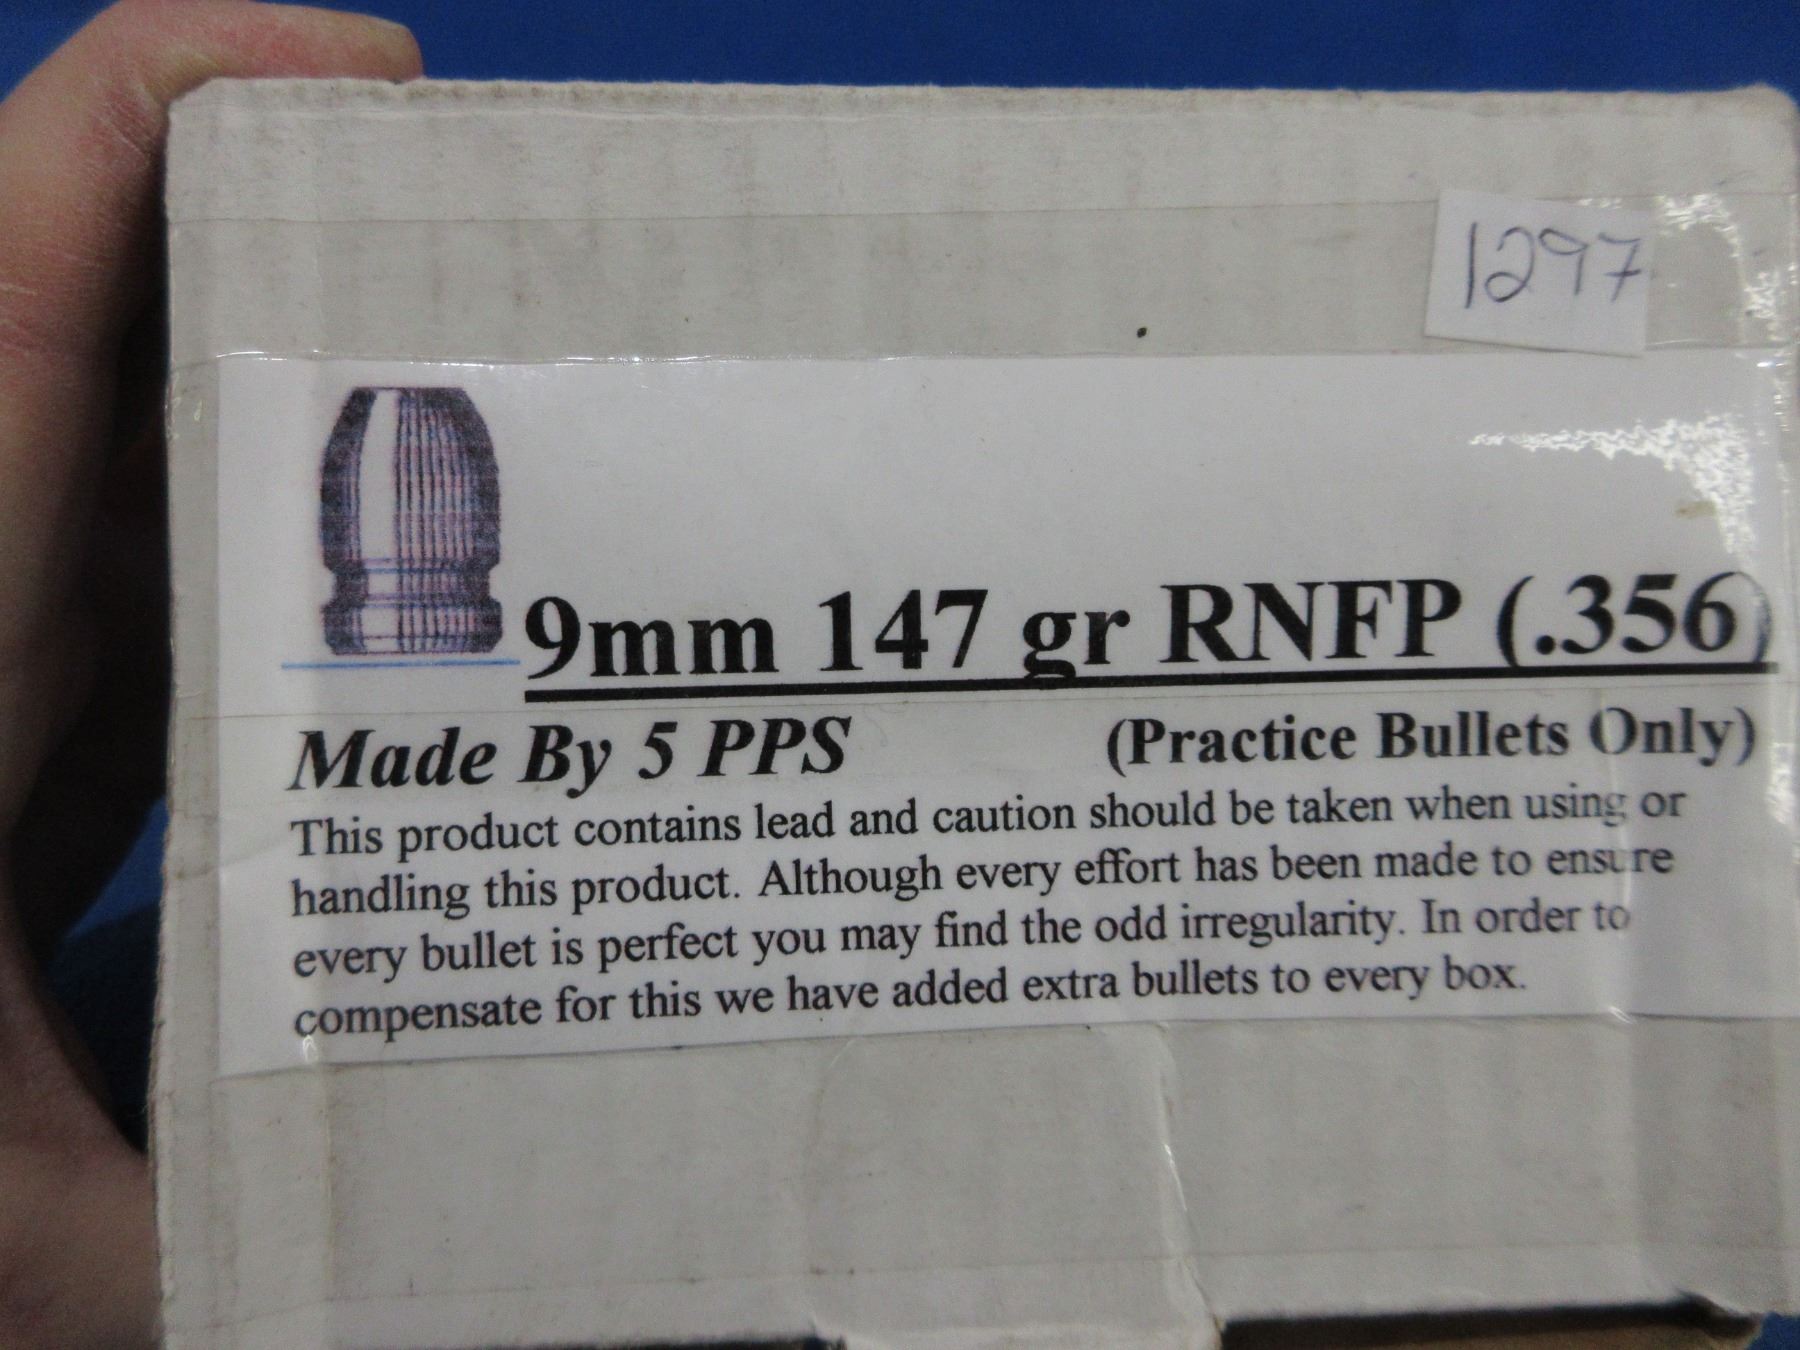 1297
9mm 147 gr RNFP (.356)
Made By 5 PPS (Practice Bullets Only)
This product contains lead and caution should be taken when using or
handling this product. Although every effort has been made to ensure
every bullet is perfect you may find the odd irregularity. In order to
compensate for this we have added extra bullets to every box.